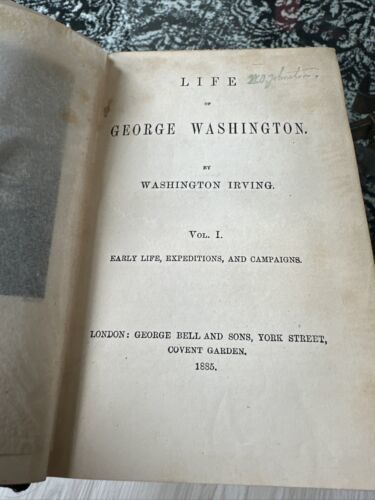 LIFE
OF
GEORGE WASHINGTON.
BY
WASHINGTON IRVING.
VOL. I.
EARLY LIFE, EXPEDITIONS, AND CAMPAIGNS.
LONDON: GEORGE BELL AND SONS, YORK STREET,
COVENT GARDEN.
1885.